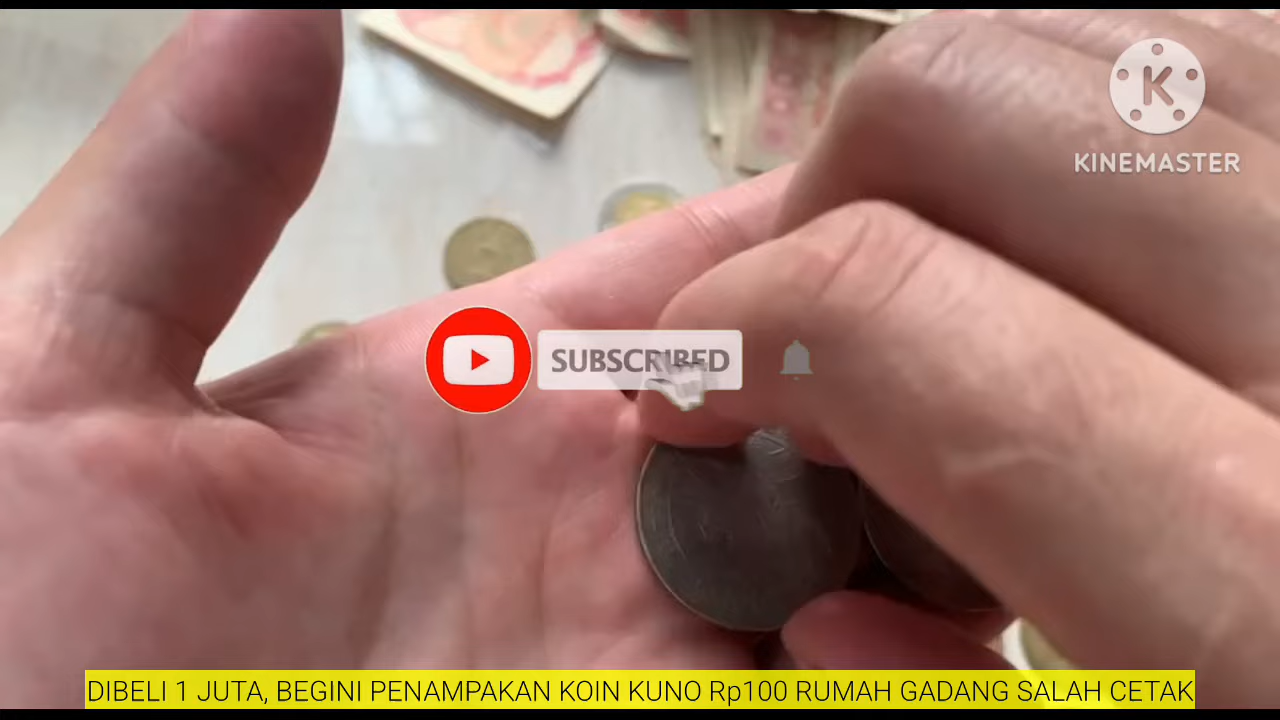 K
KINEMASTER
SUBSCRIBED
DIBELI 1 JUTA, BEGINI PENAMPAKAN KOIN KUNO Rp100 RUMAH GADANG SALAH CETAK